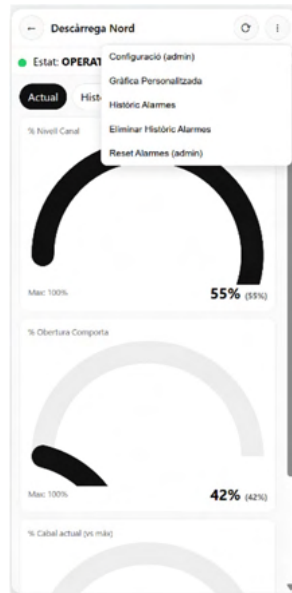 ← Descàrrega Nord
Configuració (admin)
Estat: OPERAT
Gràfica Personalitzada
Actual Hist
Històric Alarmes
Eliminar Històric Alarmes
% Nivell Canal
Reset Alarmes (admin)
Max: 100% 55% (55%)
% Obertura Comporta
Max: 100% 42% (42%)
% Cabal actual (vs màx)